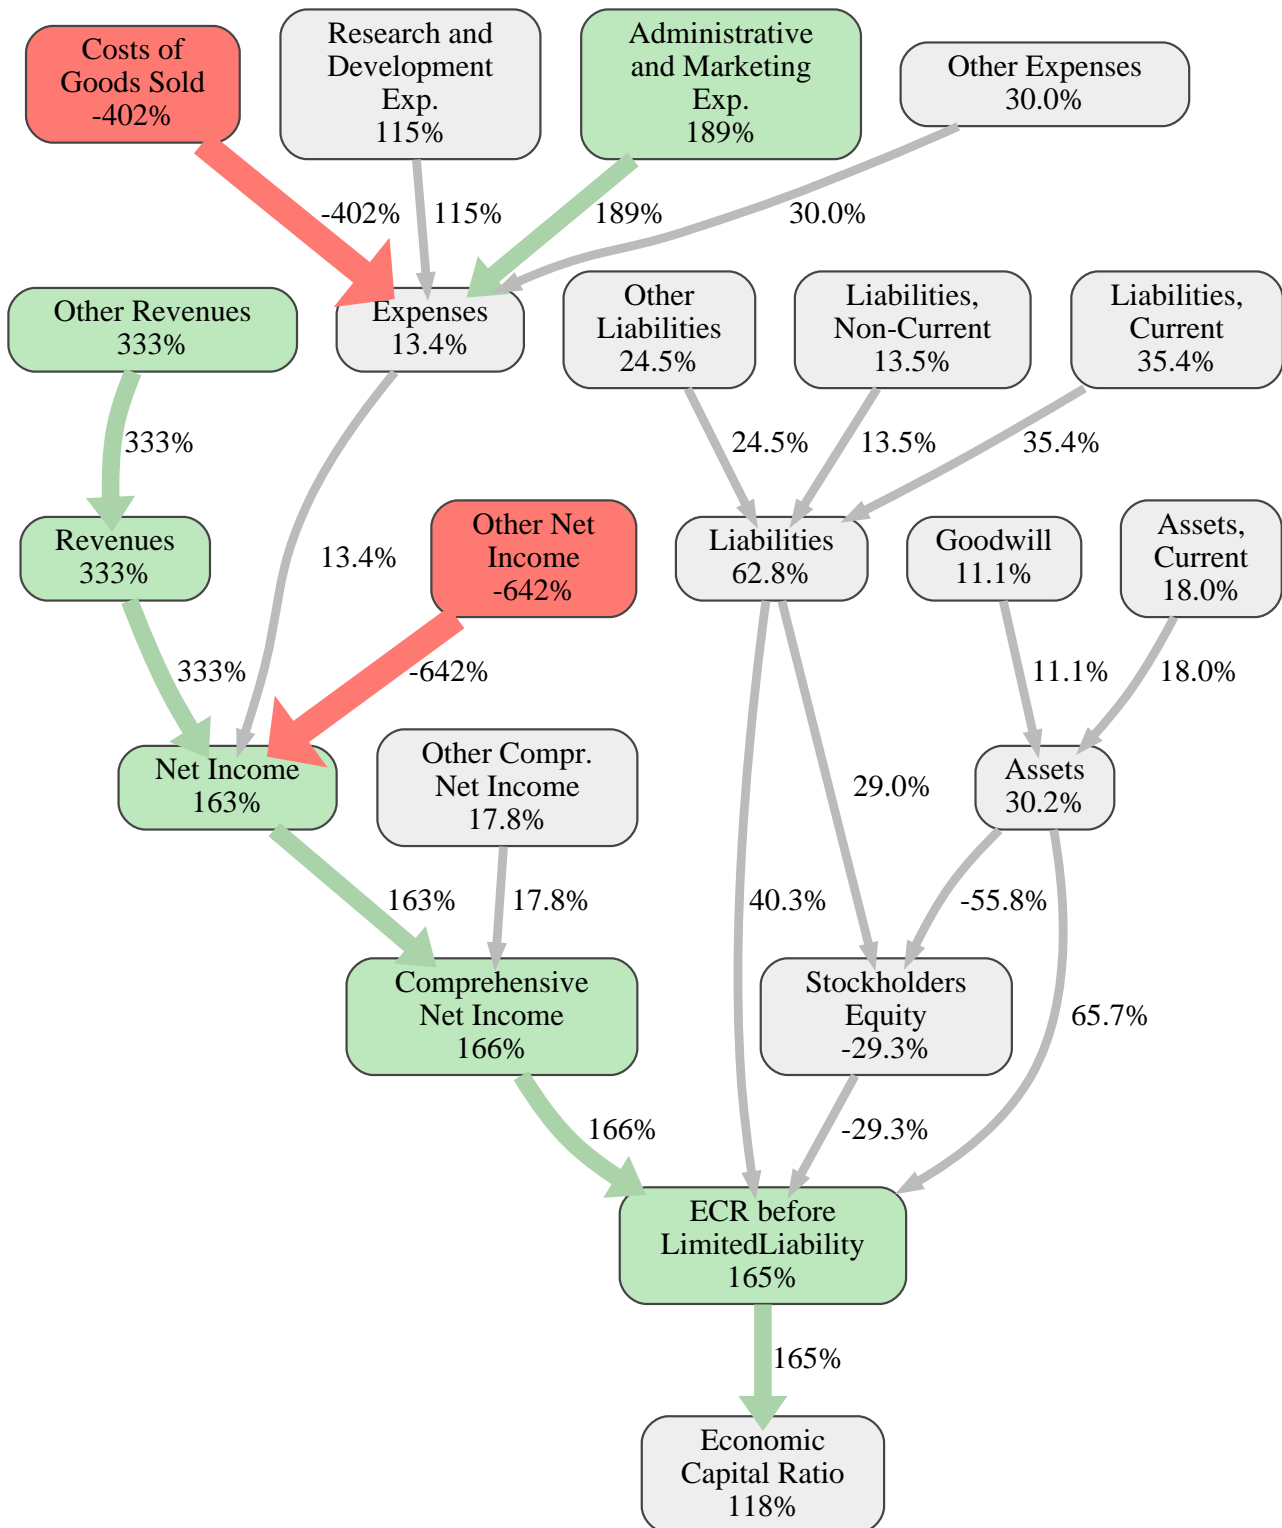 Costs of
Goods Sold
-402%
Research and
Development
Exp.
115%
Administrative
and Marketing
Exp.
189%
Other Expenses
30.0%
-402%
115%
189%
30.0%
Other Revenues
333%
Expenses
13.4%
Other
Liabilities
24.5%
Liabilities,
Non-Current
13.5%
Liabilities,
Current
35.4%
333%
24.5%
13.5%
35.4%
Revenues
333%
13.4%
Other Net
Income
-642%
Liabilities
62.8%
Goodwill
11.1%
Assets,
Current
18.0%
333%
-642%
11.1%
18.0%
Net Income
163%
Other Compr.
Net Income
17.8%
29.0%
Assets
30.2%
163%
17.8%
40.3%
-55.8%
Comprehensive
Net Income
166%
Stockholders
Equity
-29.3%
65.7%
166%
-29.3%
ECR before
LimitedLiability
165%
165%
Economic
Capital Ratio
118%